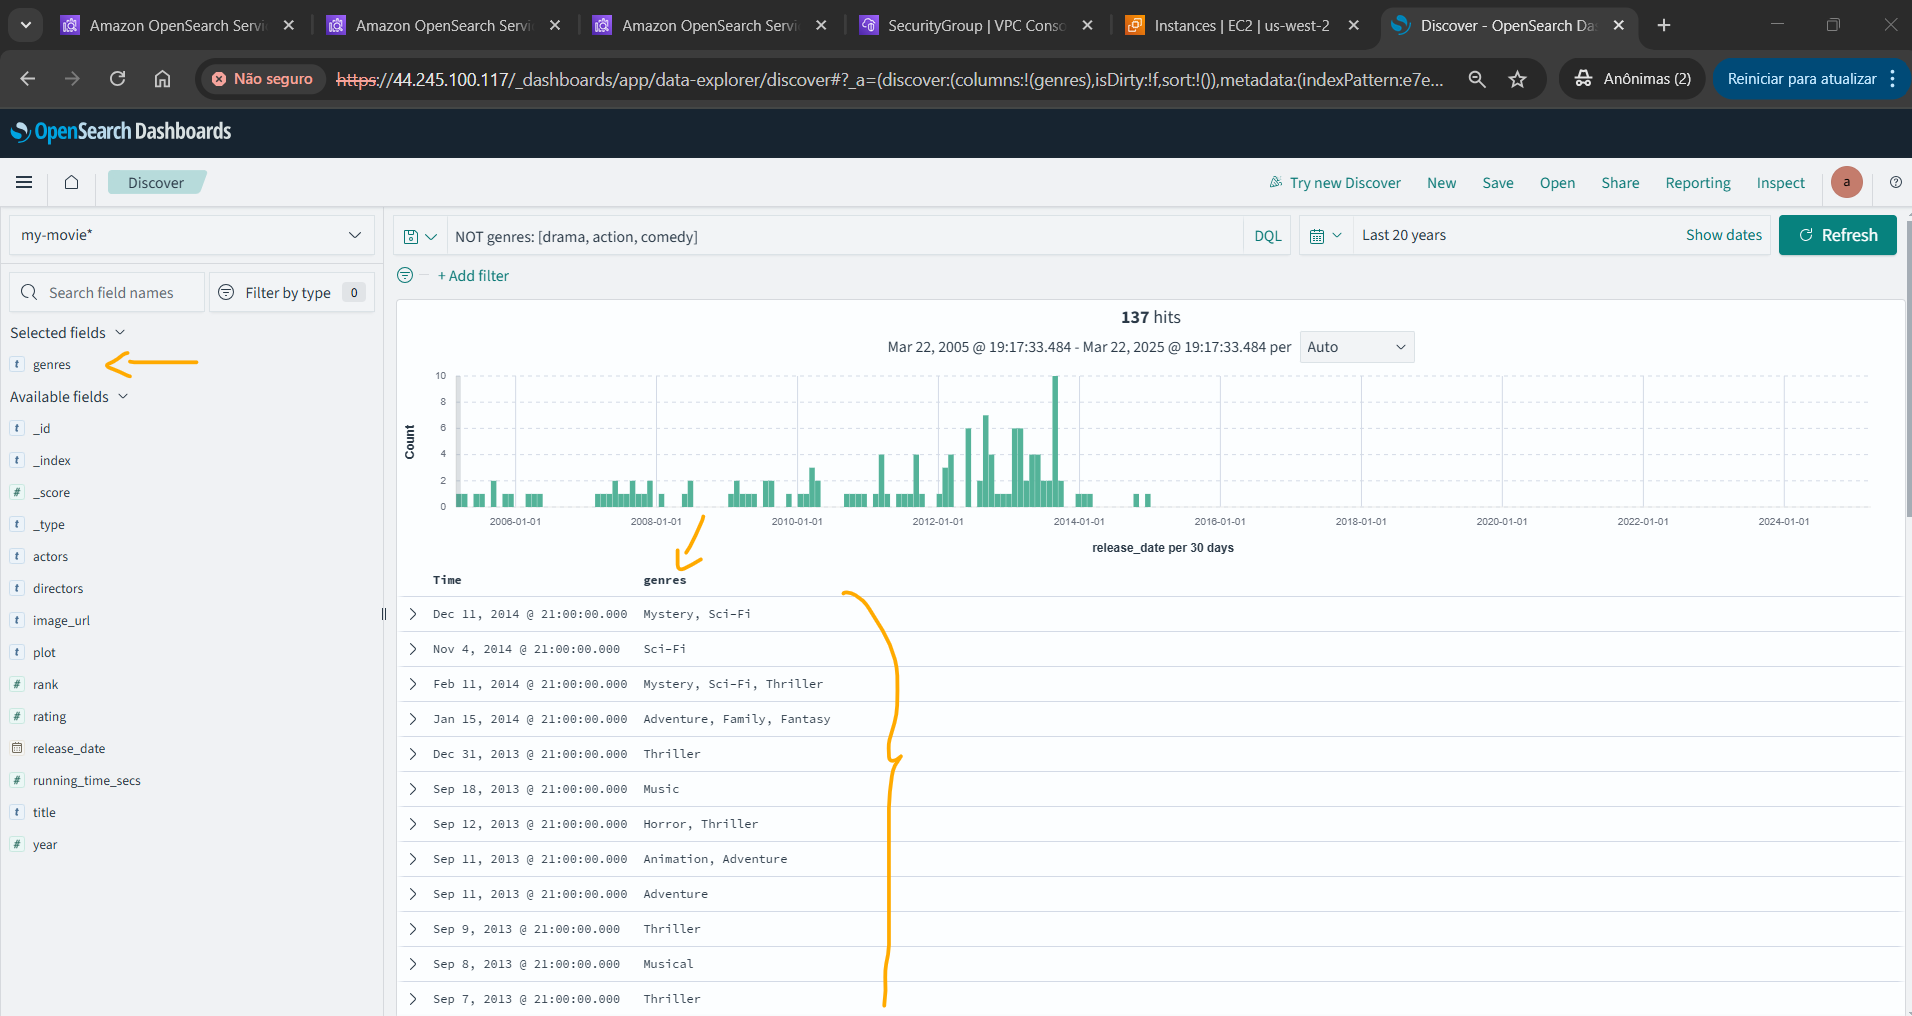 Amazon OpenSearch Servi
Amazon OpenSearch Servi
Amazon OpenSearch Servi
SecurityGroup | VPC Conso
Instances | EC2 | us-west-2
Discover - OpenSearch Das
Não seguro
https://44.245.100.117/_dashboards/app/data-explorer/discover#?_a=(discover:(columns:!(genres),isDirty:!f,sort:!()),metadata:(indexPattern:e7e...
Anônimas (2)
Reiniciar para atualizar
OpenSearch Dashboards
Discover
Try new Discover
New
Save
Open
Share
Reporting
Inspect
a
my-movie*
NOT genres: [drama, action, comedy]
DQL
Last 20 years
Show dates
Refresh
+ Add filter
Search field names
Filter by type 0
Selected fields
t genres
Available fields
t _id
t _index
# _score
t _type
t actors
t directors
t image_url
t plot
# rank
# rating
release_date
# running_time_secs
t title
# year
137 hits
Mar 22, 2005 @ 19:17:33.484 - Mar 22, 2025 @ 19:17:33.484 per Auto
Count
10
8
6
4
2
0
2006-01-01 2008-01-01 2010-01-01 2012-01-01 2014-01-01 2016-01-01 2018-01-01 2020-01-01 2022-01-01 2024-01-01
release_date per 30 days
Time genres
Dec 11, 2014 @ 21:00:00.000 Mystery, Sci-Fi
Nov 4, 2014 @ 21:00:00.000 Sci-Fi
Feb 11, 2014 @ 21:00:00.000 Mystery, Sci-Fi, Thriller
Jan 15, 2014 @ 21:00:00.000 Adventure, Family, Fantasy
Dec 31, 2013 @ 21:00:00.000 Thriller
Sep 18, 2013 @ 21:00:00.000 Music
Sep 12, 2013 @ 21:00:00.000 Horror, Thriller
Sep 11, 2013 @ 21:00:00.000 Animation, Adventure
Sep 11, 2013 @ 21:00:00.000 Adventure
Sep 9, 2013 @ 21:00:00.000 Thriller
Sep 8, 2013 @ 21:00:00.000 Musical
Sep 7, 2013 @ 21:00:00.000 Thriller